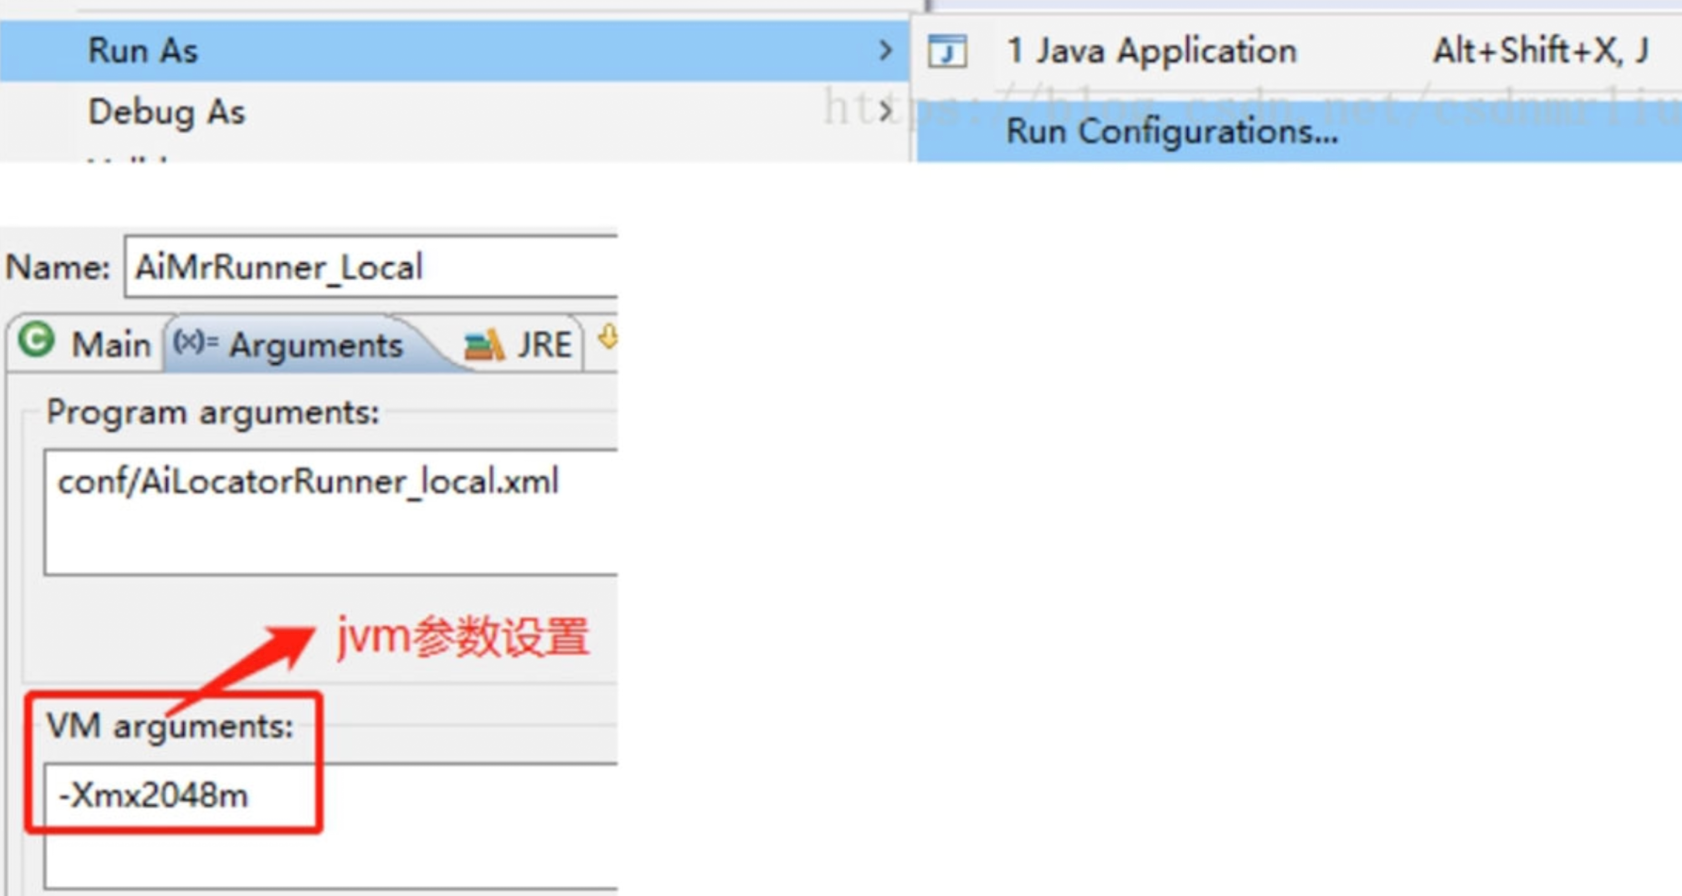 Run As
1 Java Application Alt+Shift+X, J
Debug As
https://blog.csdn.net/csdnmrliu
Run Configurations...
Name: AiMrRunner_Local
Main (x)= Arguments JRE
Program arguments:
conf/AiLocatorRunner_local.xml
jvm参数设置
VM arguments:
-Xmx2048m